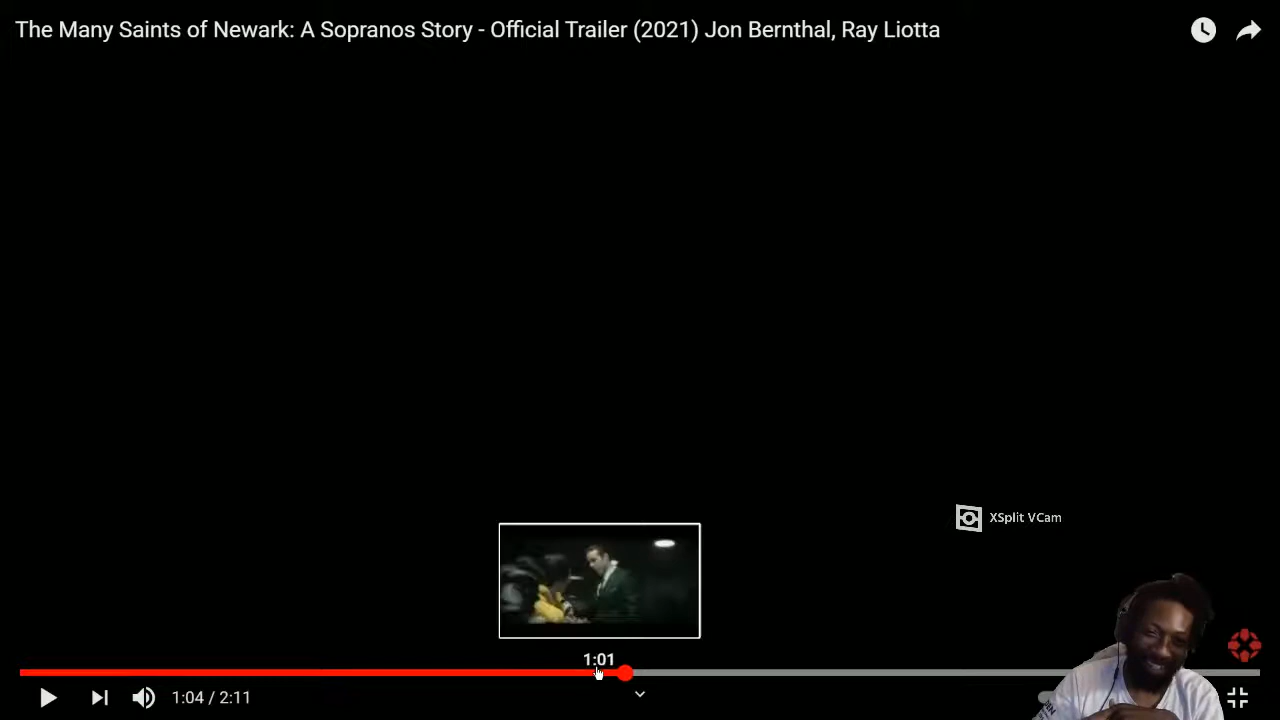 The Many Saints of Newark: A Sopranos Story - Official Trailer (2021) Jon Bernthal, Ray Liotta
XSplit VCam
1:01
1:04 / 2:11